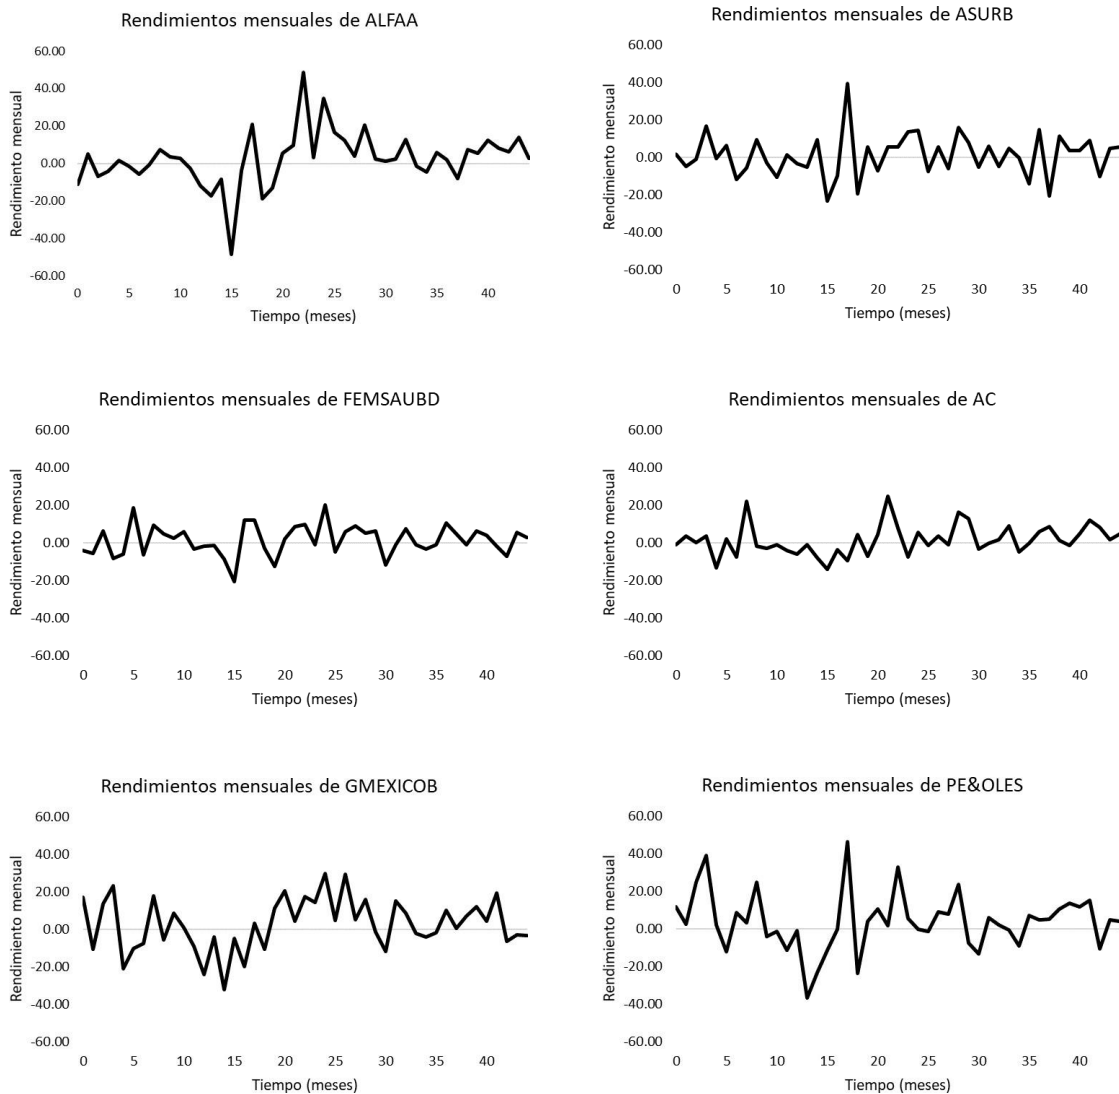 Rendimientos mensuales de ALFAA
60.00
40.00
20.00
0.00
-20.00
-40.00
-60.00
Rendimiento mensual
0 5 10 15 20 25 30 35 40
Tiempo (meses)
Rendimientos mensuales de ASURB
60.00
40.00
20.00
0.00
-20.00
-40.00
-60.00
Rendimiento mensual
0 5 10 15 20 25 30 35 40
Tiempo (meses)
Rendimientos mensuales de FEMSAUBD
60.00
40.00
20.00
0.00
-20.00
-40.00
-60.00
Rendimiento mensual
0 5 10 15 20 25 30 35 40
Tiempo (meses)
Rendimientos mensuales de AC
60.00
40.00
20.00
0.00
-20.00
-40.00
-60.00
Rendimiento mensual
0 5 10 15 20 25 30 35 40
Tiempo (meses)
Rendimientos mensuales de GMEXICOB
60.00
40.00
20.00
0.00
-20.00
-40.00
-60.00
Rendimiento mensual
0 5 10 15 20 25 30 35 40
Tiempo (meses)
Rendimientos mensuales de PE&OLES
60.00
40.00
20.00
0.00
-20.00
-40.00
-60.00
Rendimiento mensual
0 5 10 15 20 25 30 35 40
Tiempo (meses)